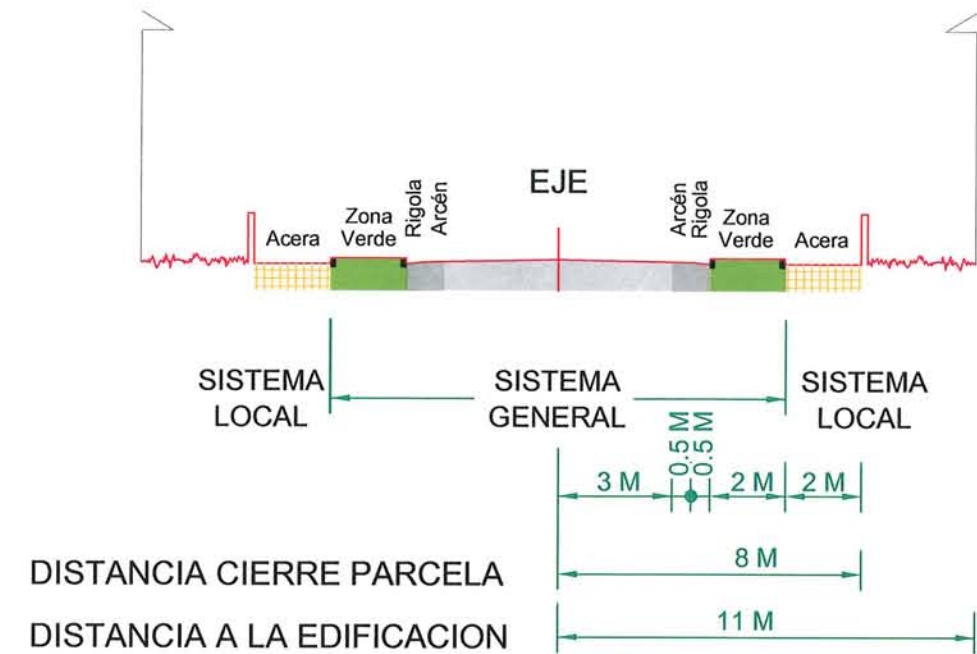 EJE
Acera
Zona
Verde
Rigola
Arcén
Arcén
Rigola
Zona
Verde
Acera
SISTEMA
LOCAL
SISTEMA
GENERAL
SISTEMA
LOCAL
3 M
0.5 M
0.5 M
2 M
2 M
DISTANCIA CIERRE PARCELA
8 M
DISTANCIA A LA EDIFICACION
11 M